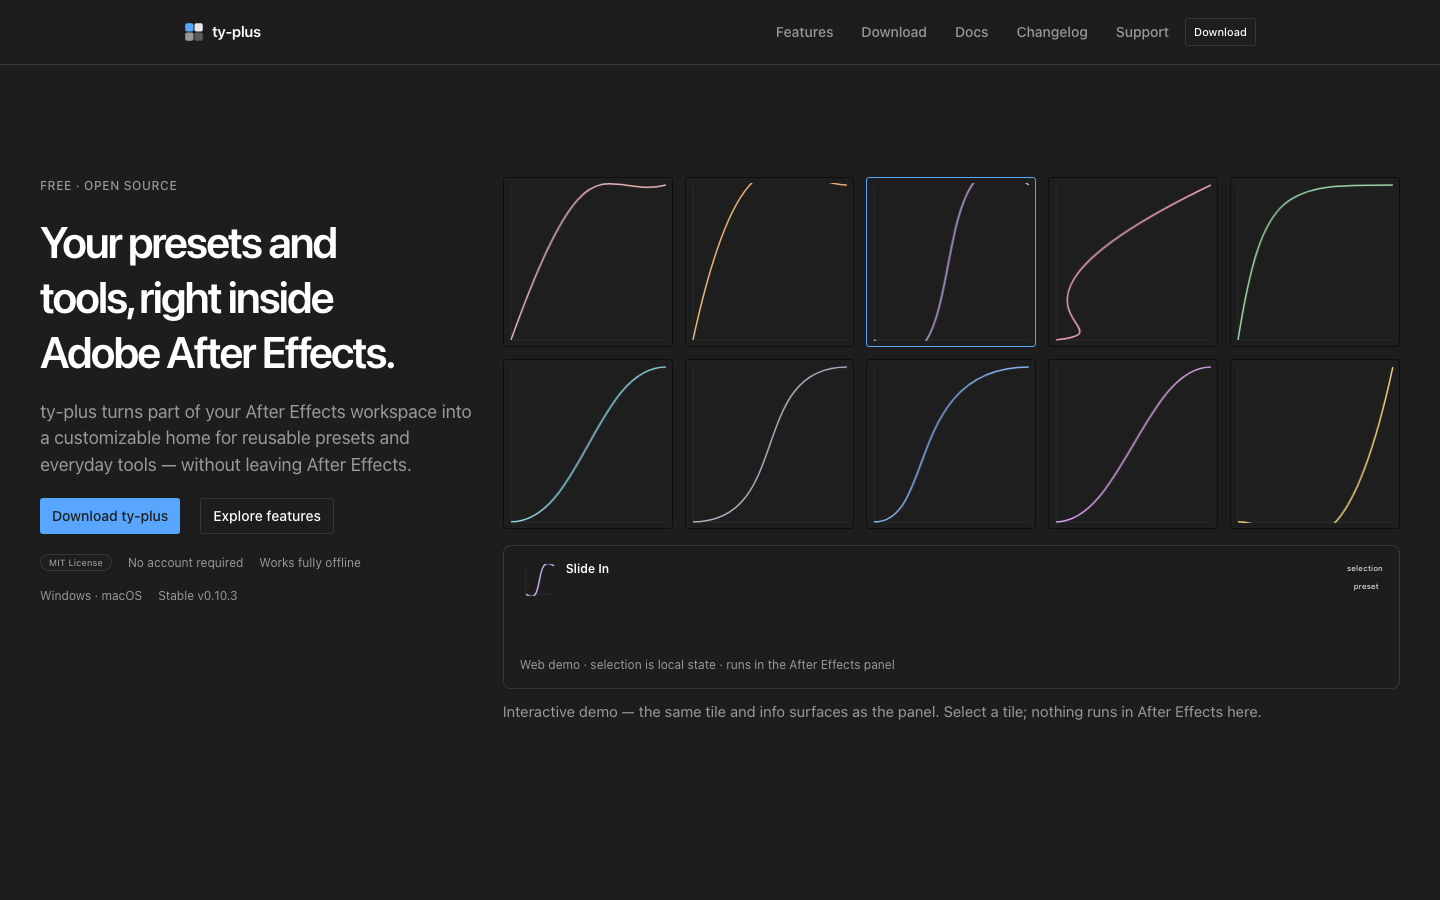 ty-plus
Features
Download
Docs
Changelog
Support
Download
FREE · OPEN SOURCE
Your presets and
tools, right inside
Adobe After Effects.
ty-plus turns part of your After Effects workspace into
a customizable home for reusable presets and
everyday tools — without leaving After Effects.
Download ty-plus
Explore features
MIT License
No account required
Works fully offline
Windows · macOS
Stable v0.10.3
Slide In
selection
preset
Web demo · selection is local state · runs in the After Effects panel
Interactive demo — the same tile and info surfaces as the panel. Select a tile; nothing runs in After Effects here.